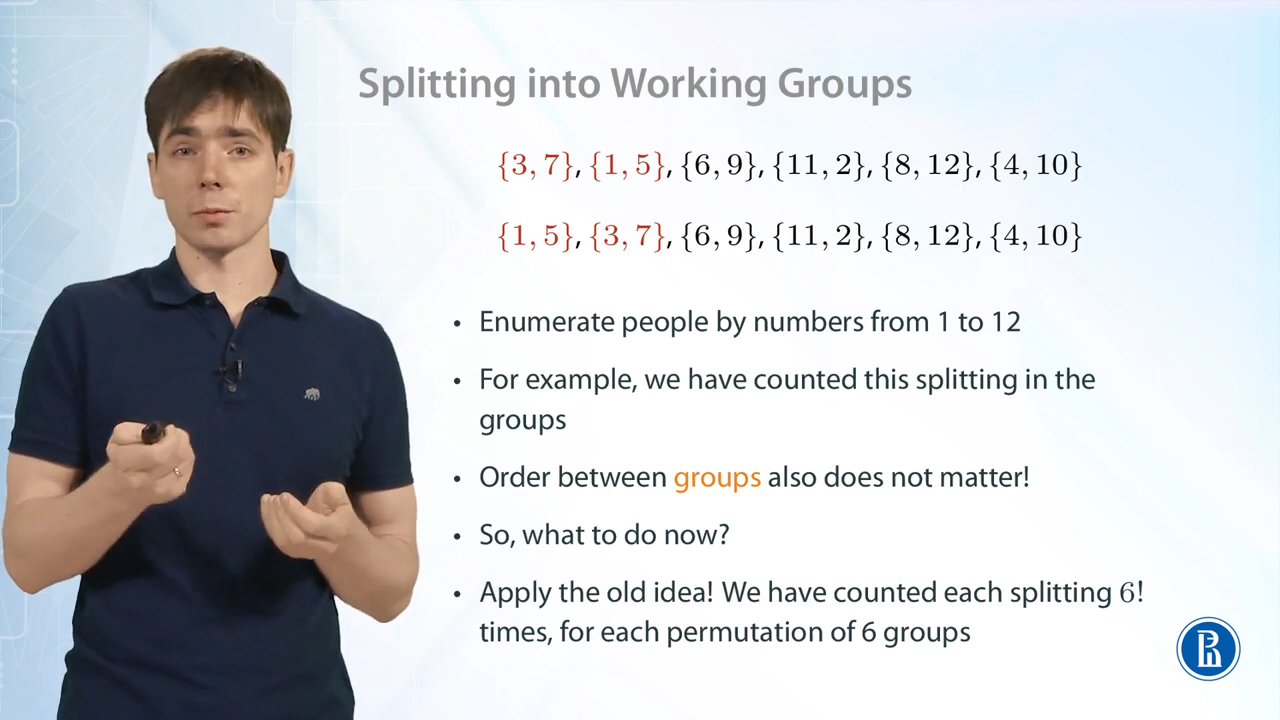 Splitting into Working Groups
{3, 7}, {1, 5}, {6, 9}, {11, 2}, {8, 12}, {4, 10}
{1, 5}, {3, 7}, {6, 9}, {11, 2}, {8, 12}, {4, 10}
• Enumerate people by numbers from 1 to 12
• For example, we have counted this splitting in the
groups
• Order between groups also does not matter!
• So, what to do now?
• Apply the old idea! We have counted each splitting 6!
times, for each permutation of 6 groups